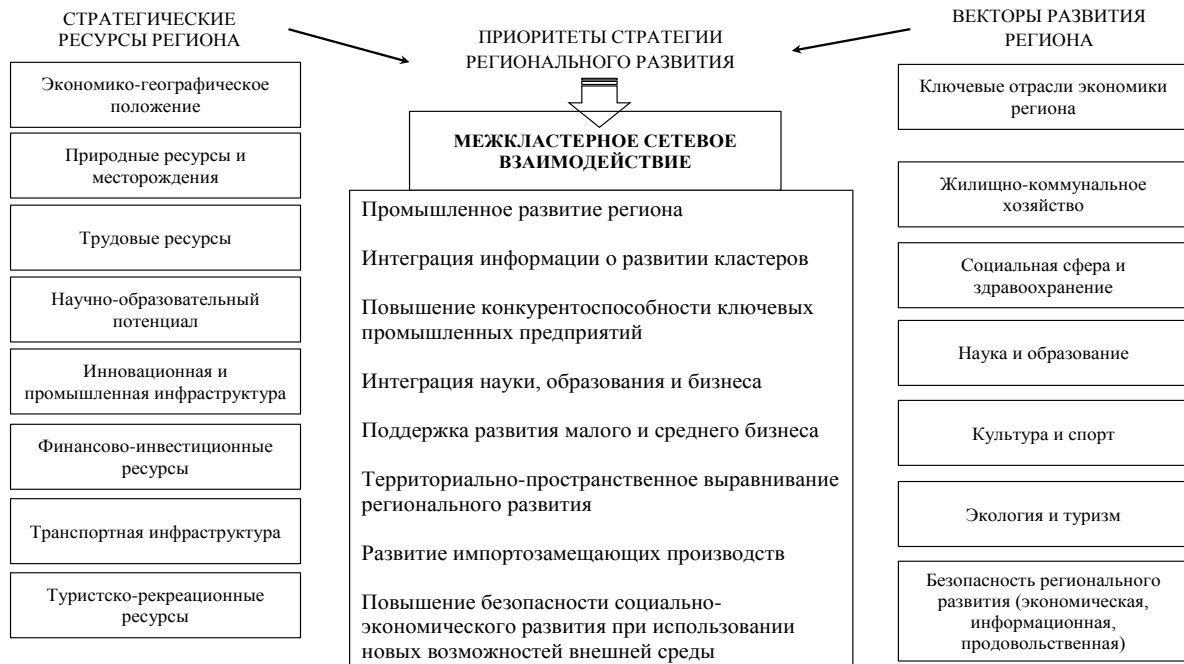 СТРАТЕГИЧЕСКИЕ
РЕСУРСЫ РЕГИОНА
Экономико-географическое
положение
Природные ресурсы и
месторождения
Трудовые ресурсы
Научно-образовательный
потенциал
Инновационная и
промышленная инфраструктура
Финансово-инвестиционные
ресурсы
Транспортная инфраструктура
Туристско-рекреационные
ресурсы
ПРИОРИТЕТЫ СТРАТЕГИИ
РЕГИОНАЛЬНОГО РАЗВИТИЯ
МЕЖКЛАСТЕРНОЕ СЕТЕВОЕ
ВЗАИМОДЕЙСТВИЕ
Промышленное развитие региона
Интеграция информации о развитии кластеров
Повышение конкурентоспособности ключевых
промышленных предприятий
Интеграция науки, образования и бизнеса
Поддержка развития малого и среднего бизнеса
Территориально-пространственное выравнивание
регионального развития
Развитие импортозамещающих производств
Повышение безопасности социально-
экономического развития при использовании
новых возможностей внешней среды
ВЕКТОРЫ РАЗВИТИЯ
РЕГИОНА
Ключевые отрасли экономики
региона
Жилищно-коммунальное
хозяйство
Социальная сфера и
здравоохранение
Наука и образование
Культура и спорт
Экология и туризм
Безопасность регионального
развития (экономическая,
информационная,
продовольственная)